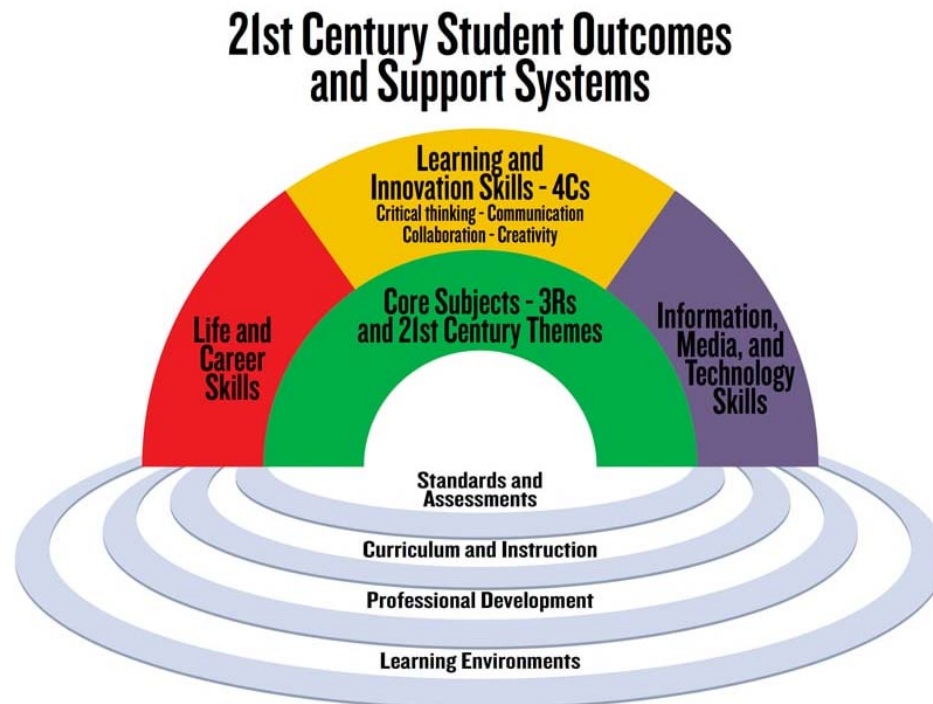 21st Century Student Outcomes
and Support Systems
Learning and
Innovation Skills - 4Cs
Critical thinking - Communication
Collaboration - Creativity
Core Subjects - 3Rs
and 21st Century Themes
Life and
Career
Skills
Information,
Media, and
Technology
Skills
Standards and
Assessments
Curriculum and Instruction
Professional Development
Learning Environments